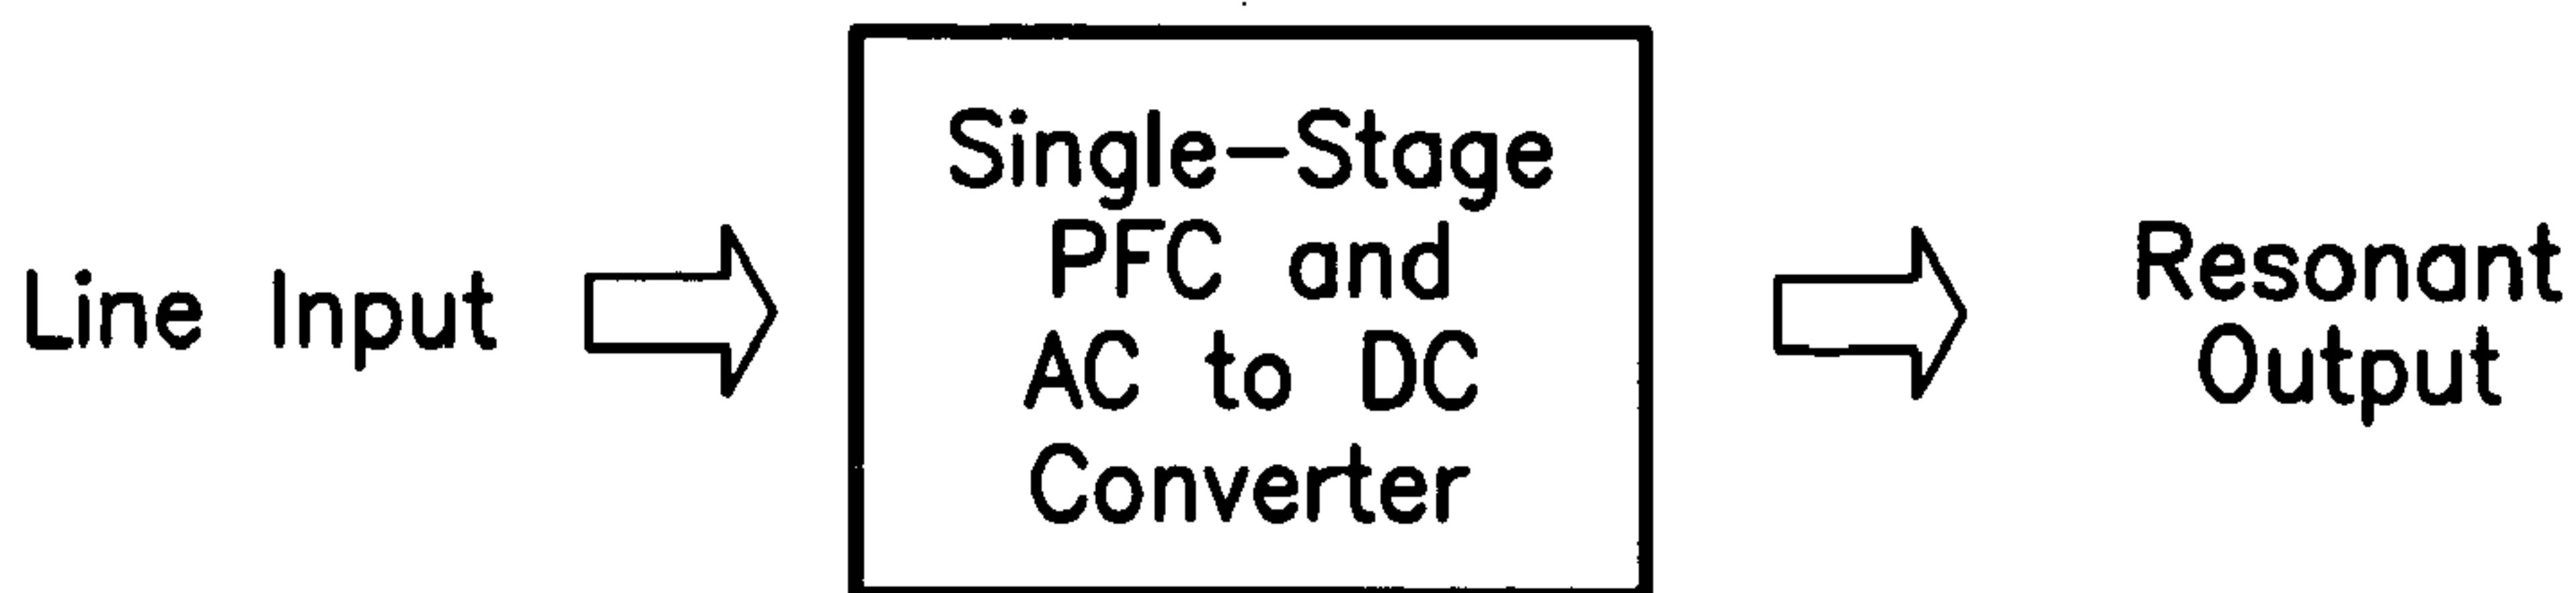 Line Input
Single-Stage
PFC and
AC to DC
Converter
Resonant
Output